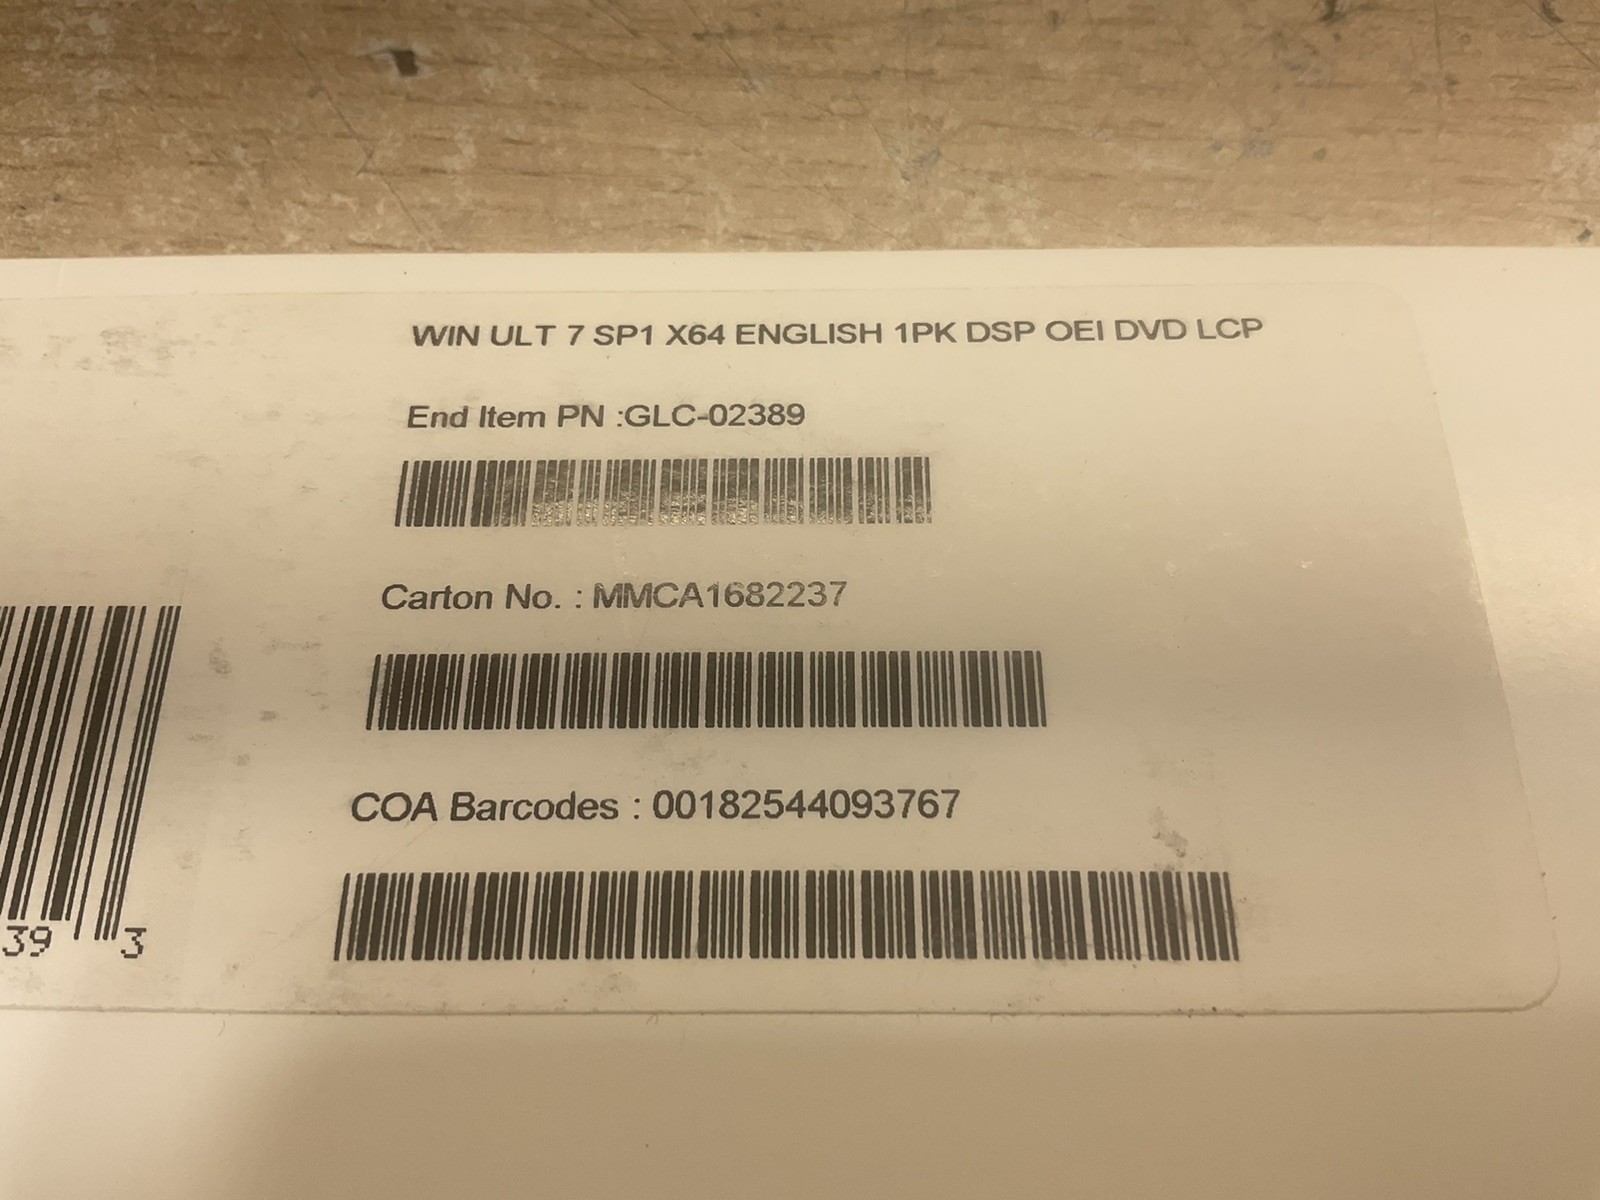 WIN ULT 7 SP1 X64 ENGLISH 1PK DSP OEI DVD LCP
End Item PN :GLC-02389
Carton No. : MMCA1682237
COA Barcodes : 00182544093767
39 3